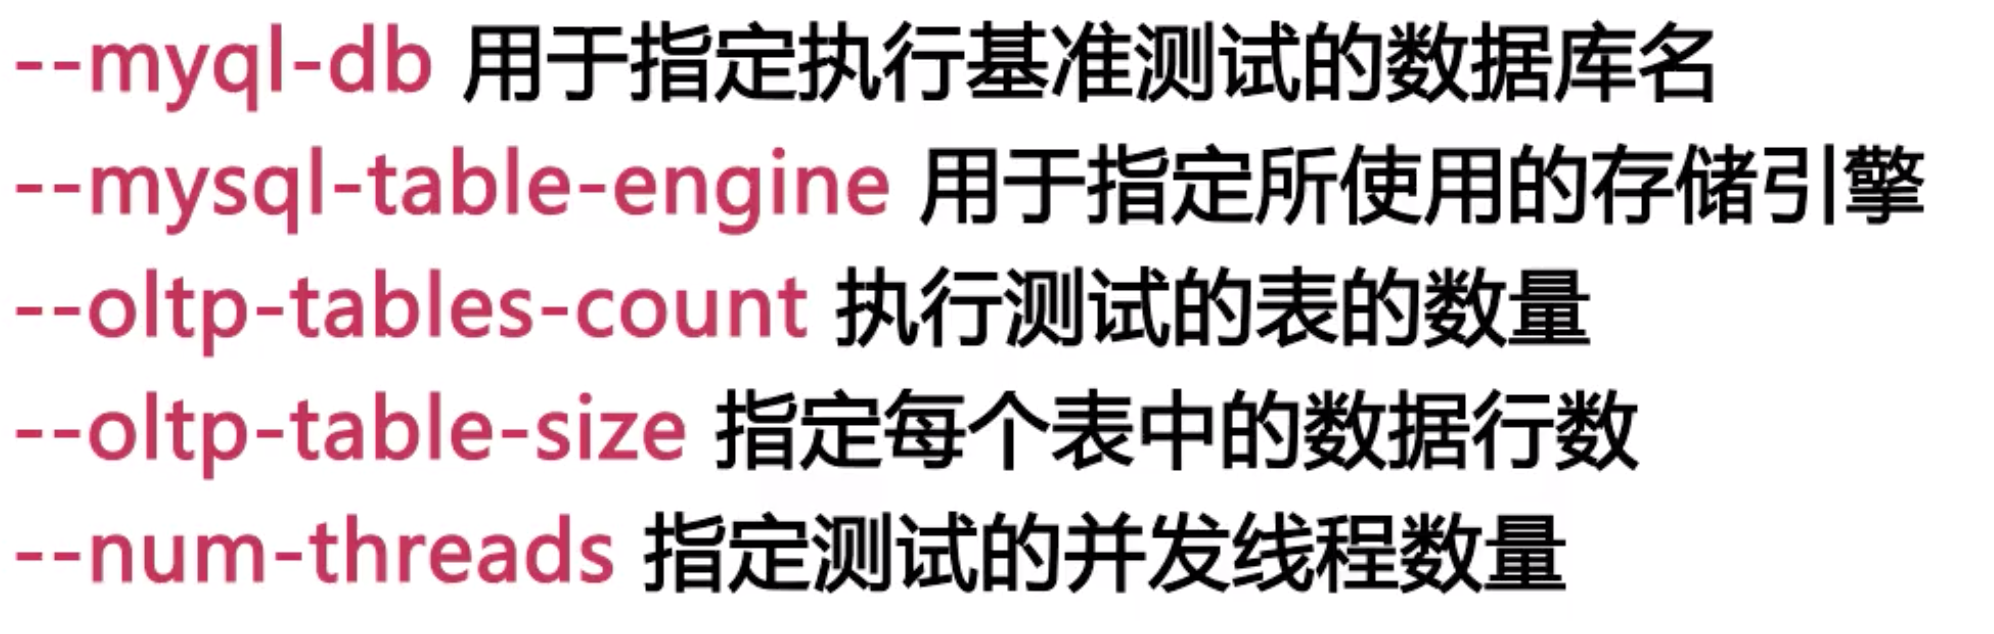 --myql-db 用于指定执行基准测试的数据库名
--mysql-table-engine 用于指定所使用的存储引擎
--oltp-tables-count 执行测试的表的数量
--oltp-table-size 指定每个表中的数据行数
--num-threads 指定测试的并发线程数量